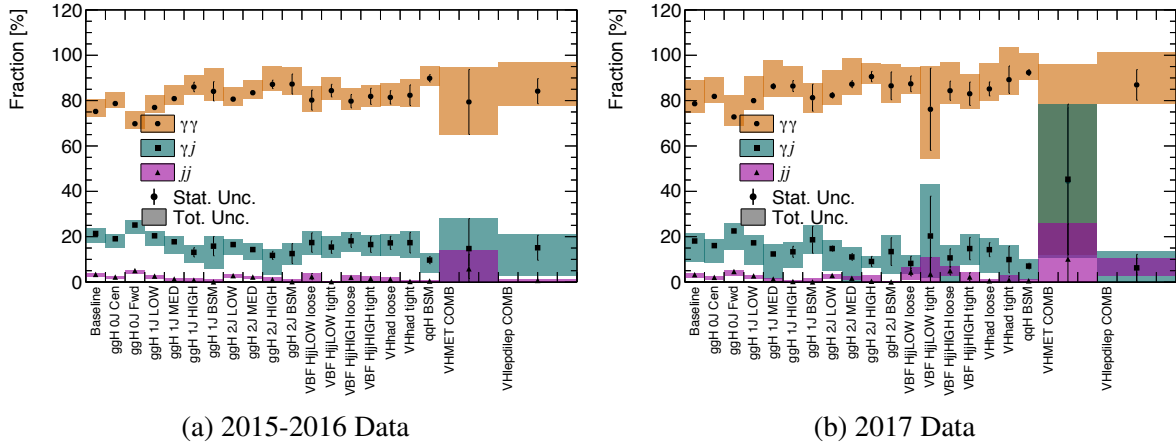 Fraction [%]
120
100
80
60
40
20
0
γγ
γj
jj
Stat. Unc.
Tot. Unc.
Baseline
ggH 0J Cen
ggH 0J Fwd
ggH 1J LOW
ggH 1J MED
ggH 1J HIGH
ggH 1J BSM
ggH 2J LOW
ggH 2J MED
ggH 2J HIGH
ggH 2J BSM
VBF HjjLOW loose
VBF HjjLOW tight
VBF HjjHIGH loose
VBF HjjHIGH tight
VHhad loose
VHhad tight
qqH BSM
VHMET COMB
VHlepdilep COMB
(a) 2015-2016 Data
Fraction [%]
120
100
80
60
40
20
0
γγ
γj
jj
Stat. Unc.
Tot. Unc.
Baseline
ggH 0J Cen
ggH 0J Fwd
ggH 1J LOW
ggH 1J MED
ggH 1J HIGH
ggH 1J BSM
ggH 2J LOW
ggH 2J MED
ggH 2J HIGH
ggH 2J BSM
VBF HjjLOW loose
VBF HjjLOW tight
VBF HjjHIGH loose
VBF HjjHIGH tight
VHhad loose
VHhad tight
qqH BSM
VHMET COMB
VHlepdilep COMB
(b) 2017 Data